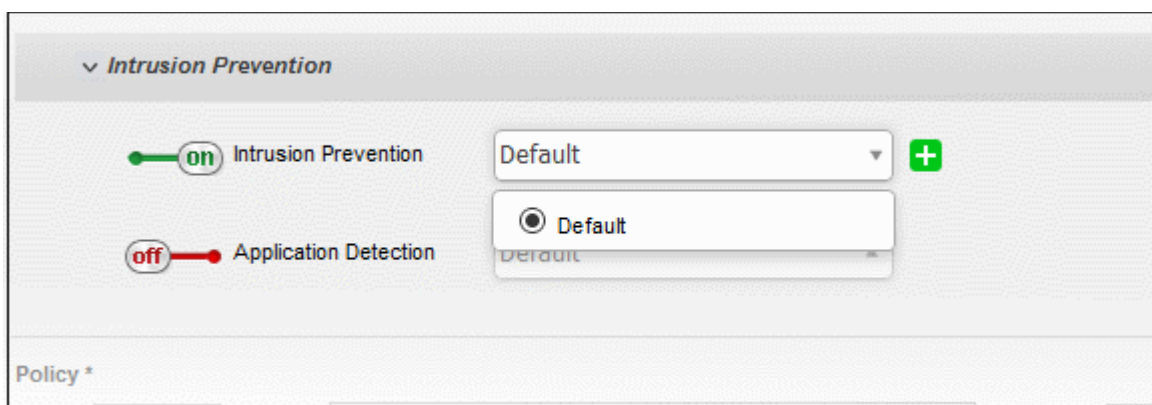 Intrusion Prevention
on Intrusion Prevention Default
Default
off Application Detection Default
Policy *